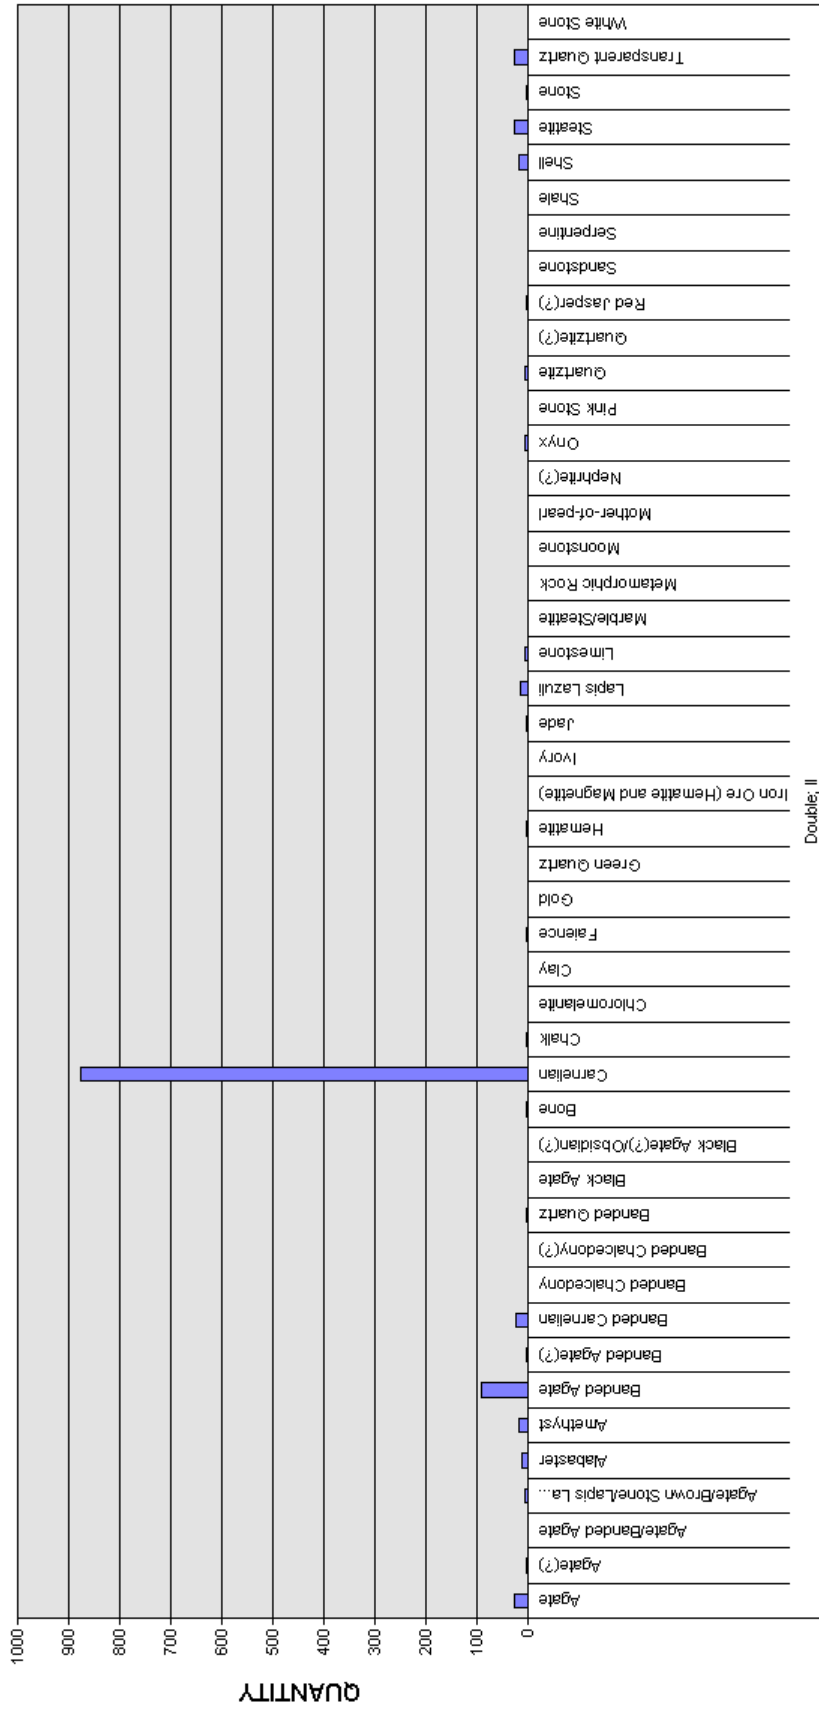 White Stone
Transparent Quartz
Stone
Steatite
Shell
Shale
Serpentine
Sandstone
Red Jasper(?)
Quartzite(?)
Quartzite
Pink Stone
Onyx
Nephrite(?)
Mother-of-pearl
Moonstone
Metamorphic Rock
Marble/Steatite
Limestone
Lapis Lazuli
Jade
Ivory
Iron Ore (Hematite and Magnetite)
Hematite
Green Quartz
Gold
Faience
Clay
Chloromelanite
Chalk
Carnelian
Bone
Black Agate(?)/Obsidian(?)
Black Agate
Banded Quartz
Banded Chalcedony(?)
Banded Chalcedony
Banded Carnelian
Banded Agate(?)
Banded Agate
Amethyst
Alabaster
Agate/Brown Stone/Lapis La...
Agate/Banded Agate
Agate(?)
Agate
Double; II
1000
900
800
700
600
500
400
300
200
100
0
QUANTITY